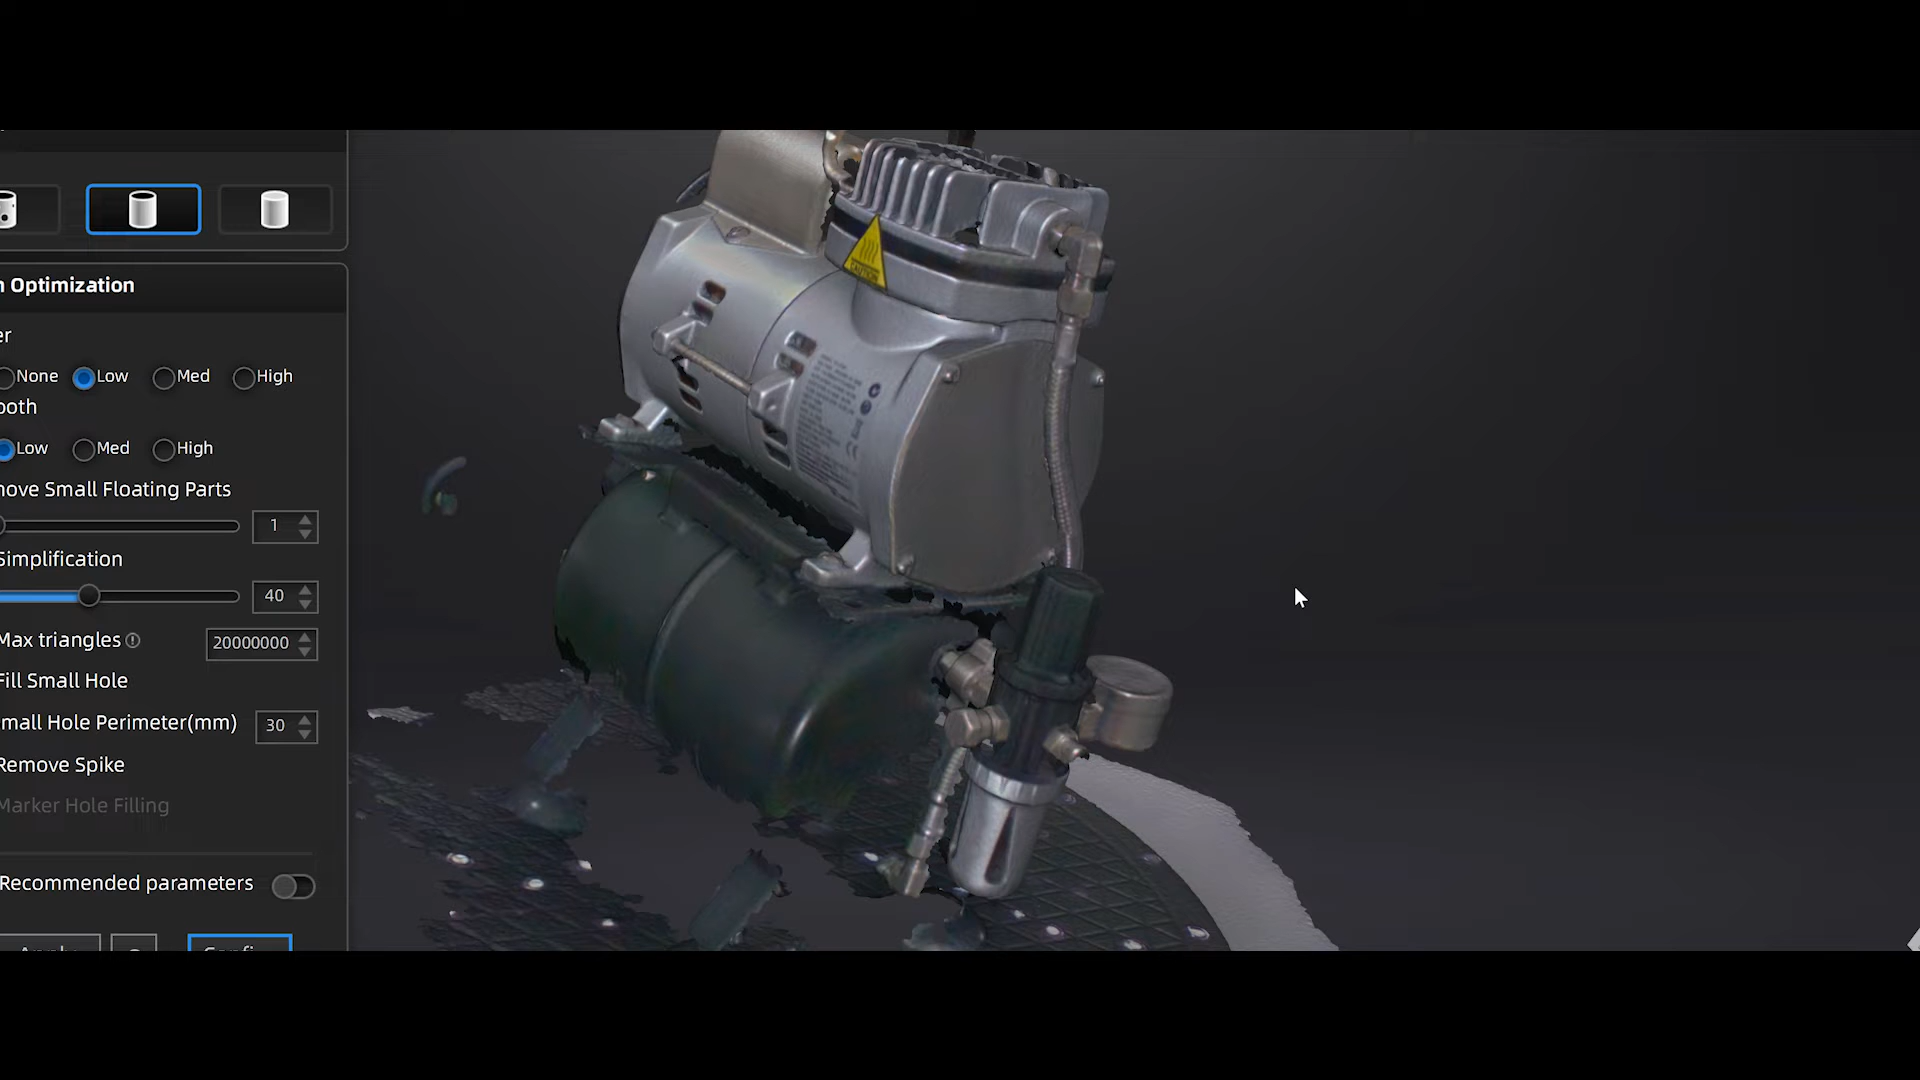 n Optimization
er
None Low Med High
ooth
Low Med High
nove Small Floating Parts
1
Simplification
40
Max triangles 20000000
Fill Small Hole
mall Hole Perimeter(mm) 30
Remove Spike
Marker Hole Filling
Recommended parameters
CAUTION